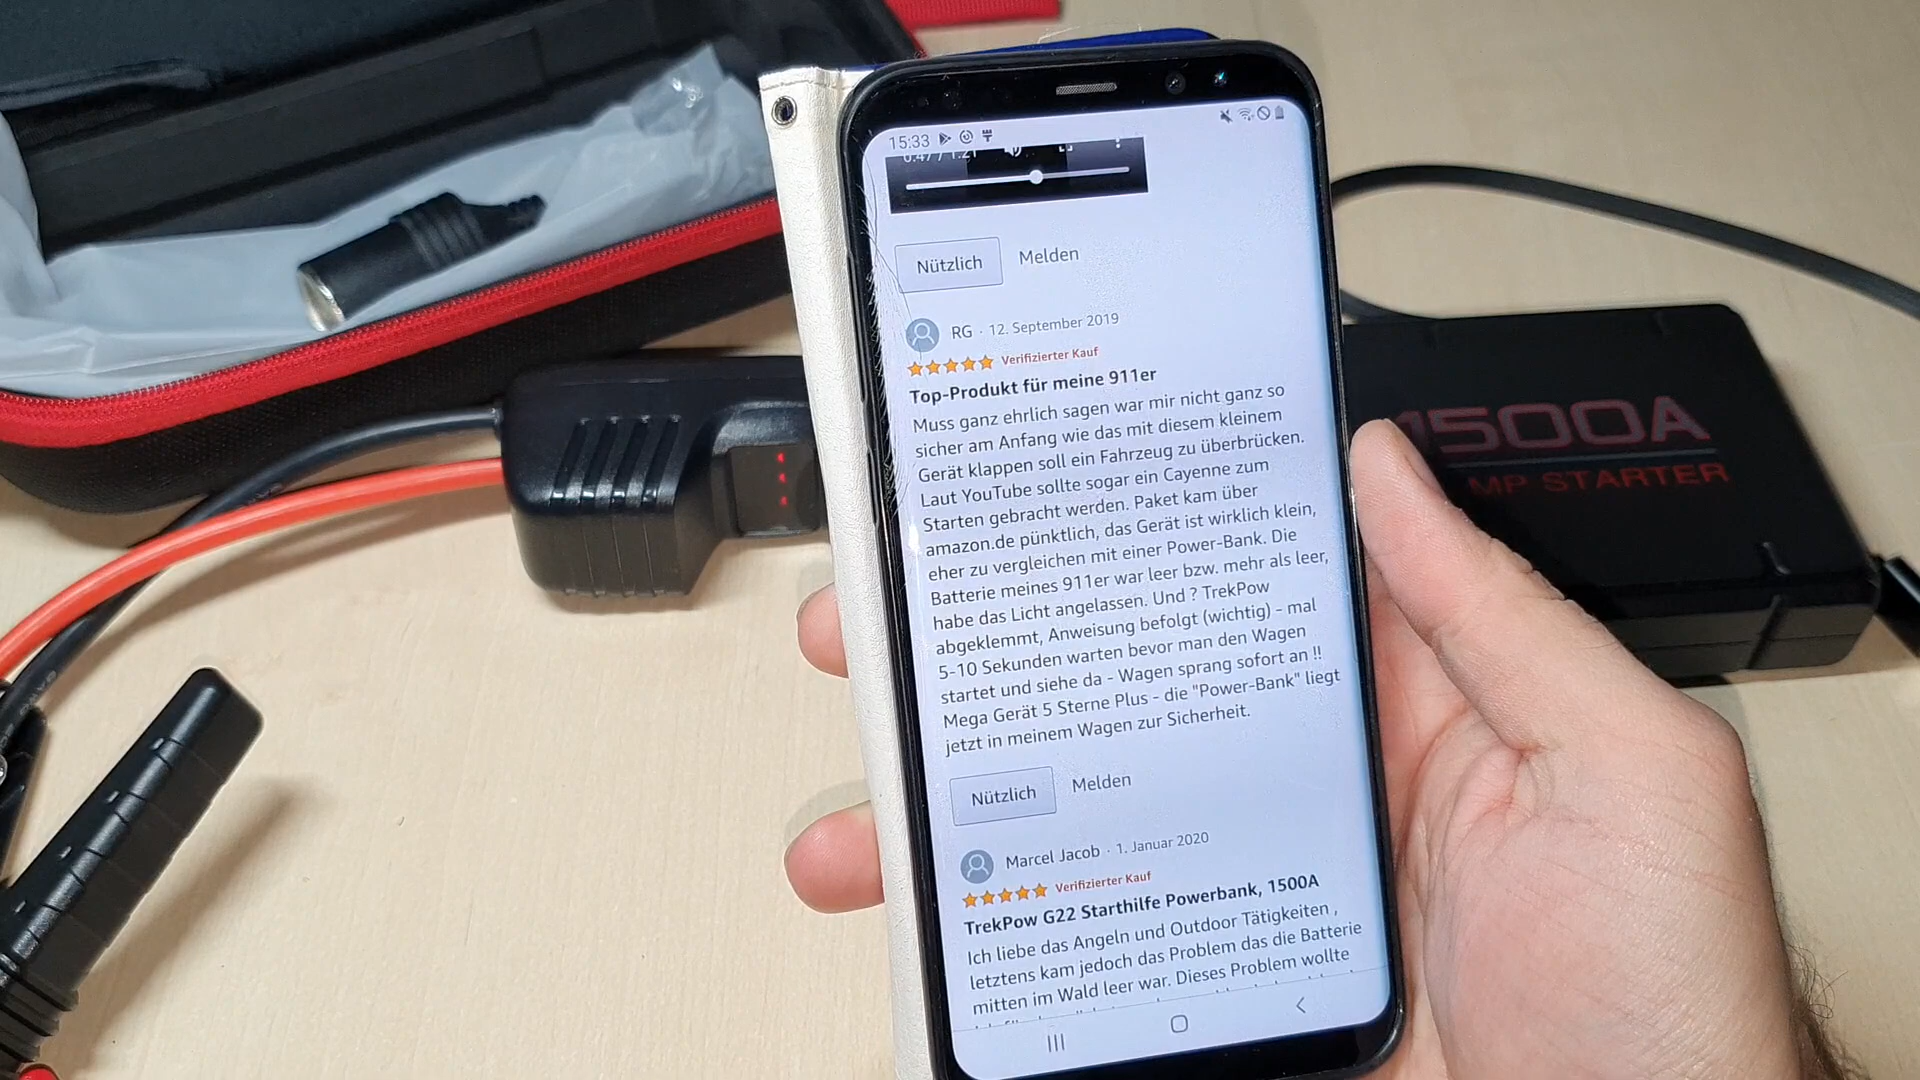 15:33
0:47 / 1:21
Nützlich Melden
RG · 12. September 2019
Verifizierter Kauf
Top-Produkt für meine 911er
Muss ganz ehrlich sagen war mir nicht ganz so
sicher am Anfang wie das mit diesem kleinem
Gerät klappen soll ein Fahrzeug zu überbrücken.
Laut YouTube sollte sogar ein Cayenne zum
Starten gebracht werden. Paket kam über
amazon.de pünktlich, das Gerät ist wirklich klein,
eher zu vergleichen mit einer Power-Bank. Die
Batterie meines 911er war leer bzw. mehr als leer,
habe das Licht angelassen. Und ? TrekPow
abgeklemmt, Anweisung befolgt (wichtig) - mal
5-10 Sekunden warten bevor man den Wagen
startet und siehe da - Wagen sprang sofort an !!
Mega Gerät 5 Sterne Plus - die "Power-Bank" liegt
jetzt in meinem Wagen zur Sicherheit.
Nützlich Melden
Marcel Jacob · 1. Januar 2020
Verifizierter Kauf
TrekPow G22 Starthilfe Powerbank, 1500A
Ich liebe das Angeln und Outdoor Tätigkeiten ,
letztens kam jedoch das Problem das die Batterie
mitten im Wald leer war. Dieses Problem wollte
1500A
MP STARTER